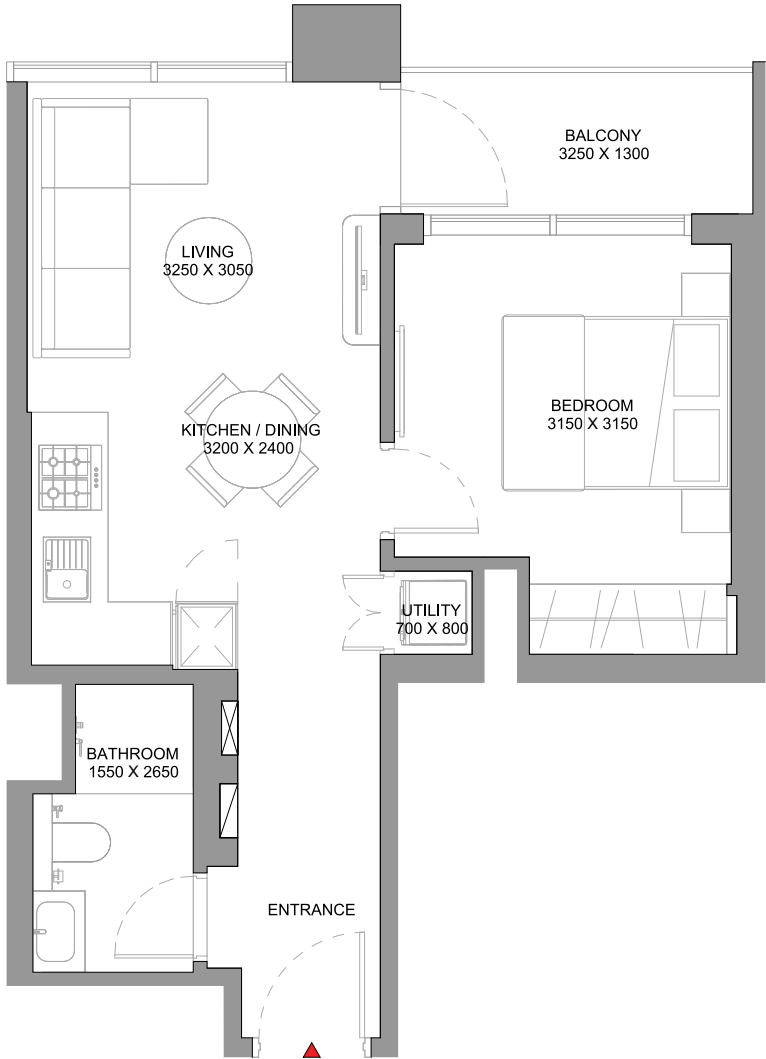 BALCONY
3250 X 1300
LIVING
3250 X 3050
BEDROOM
3150 X 3150
KITCHEN / DINING
3200 X 2400
UTILITY
700 X 800
BATHROOM
1550 X 2650
ENTRANCE